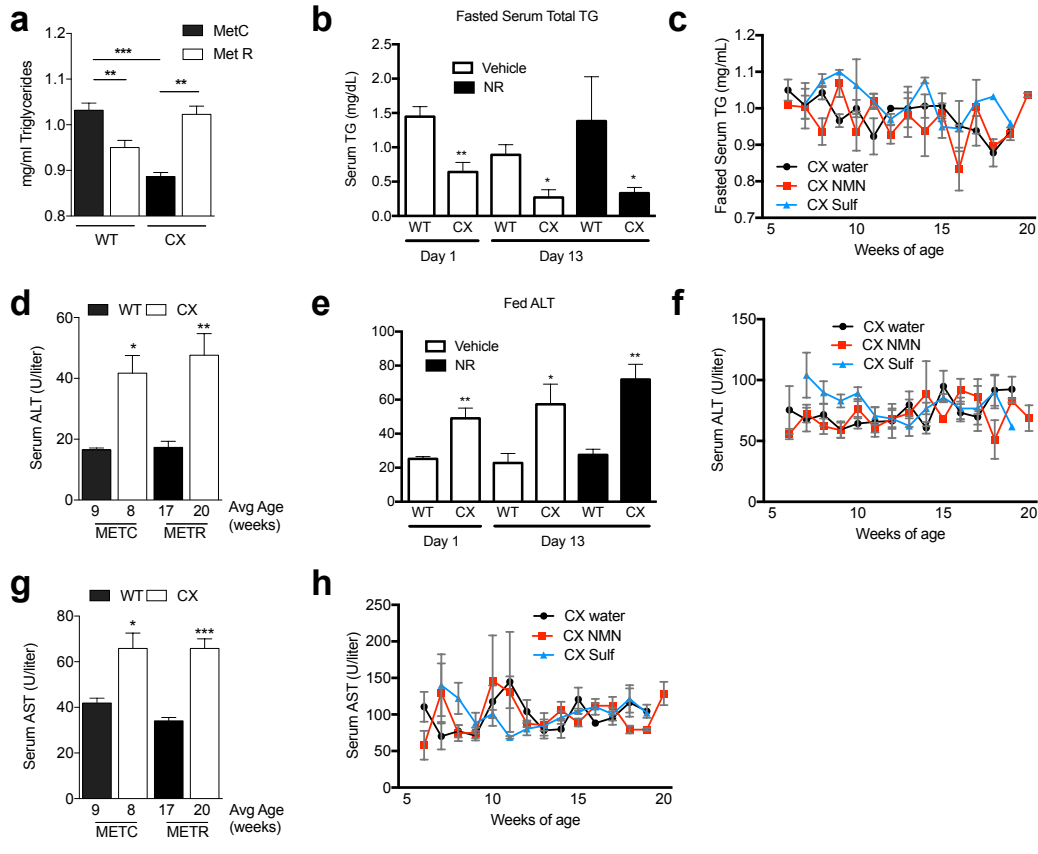 a
mg/ml Triglycerides
1.2
1.1
1.0
0.9
0.8
MetC
Met R
***
**
**
WT
CX
b
Fasted Serum Total TG
Serum TG (mg/dL)
2.5
2.0
1.5
1.0
0.5
0.0
Vehicle
NR
**
*
*
WT CX WT CX WT CX
Day 1
Day 13
c
Fasted Serum TG (mg/mL)
1.2
1.1
1.0
0.9
0.8
0.7
CX water
CX NMN
CX Sulf
5 10 15 20
Weeks of age
d
WT CX
Serum ALT (U/liter)
60
40
20
0
*
**
9 8 17 20 Avg Age
METC METR (weeks)
e
Fed ALT
Serum ALT (U/liter)
100
80
60
40
20
0
Vehicle
NR
**
*
**
WT CX WT CX WT CX
Day 1
Day 13
f
Serum ALT (U/liter)
150
100
50
0
CX water
CX NMN
CX Sulf
5 10 15 20
Weeks of age
g
WT CX
Serum AST (U/liter)
80
60
40
20
0
*
***
9 8 17 20 Avg Age
METC METR (weeks)
h
Serum AST (U/liter)
250
200
150
100
50
0
CX water
CX NMN
CX Sulf
5 10 15 20
Weeks of age